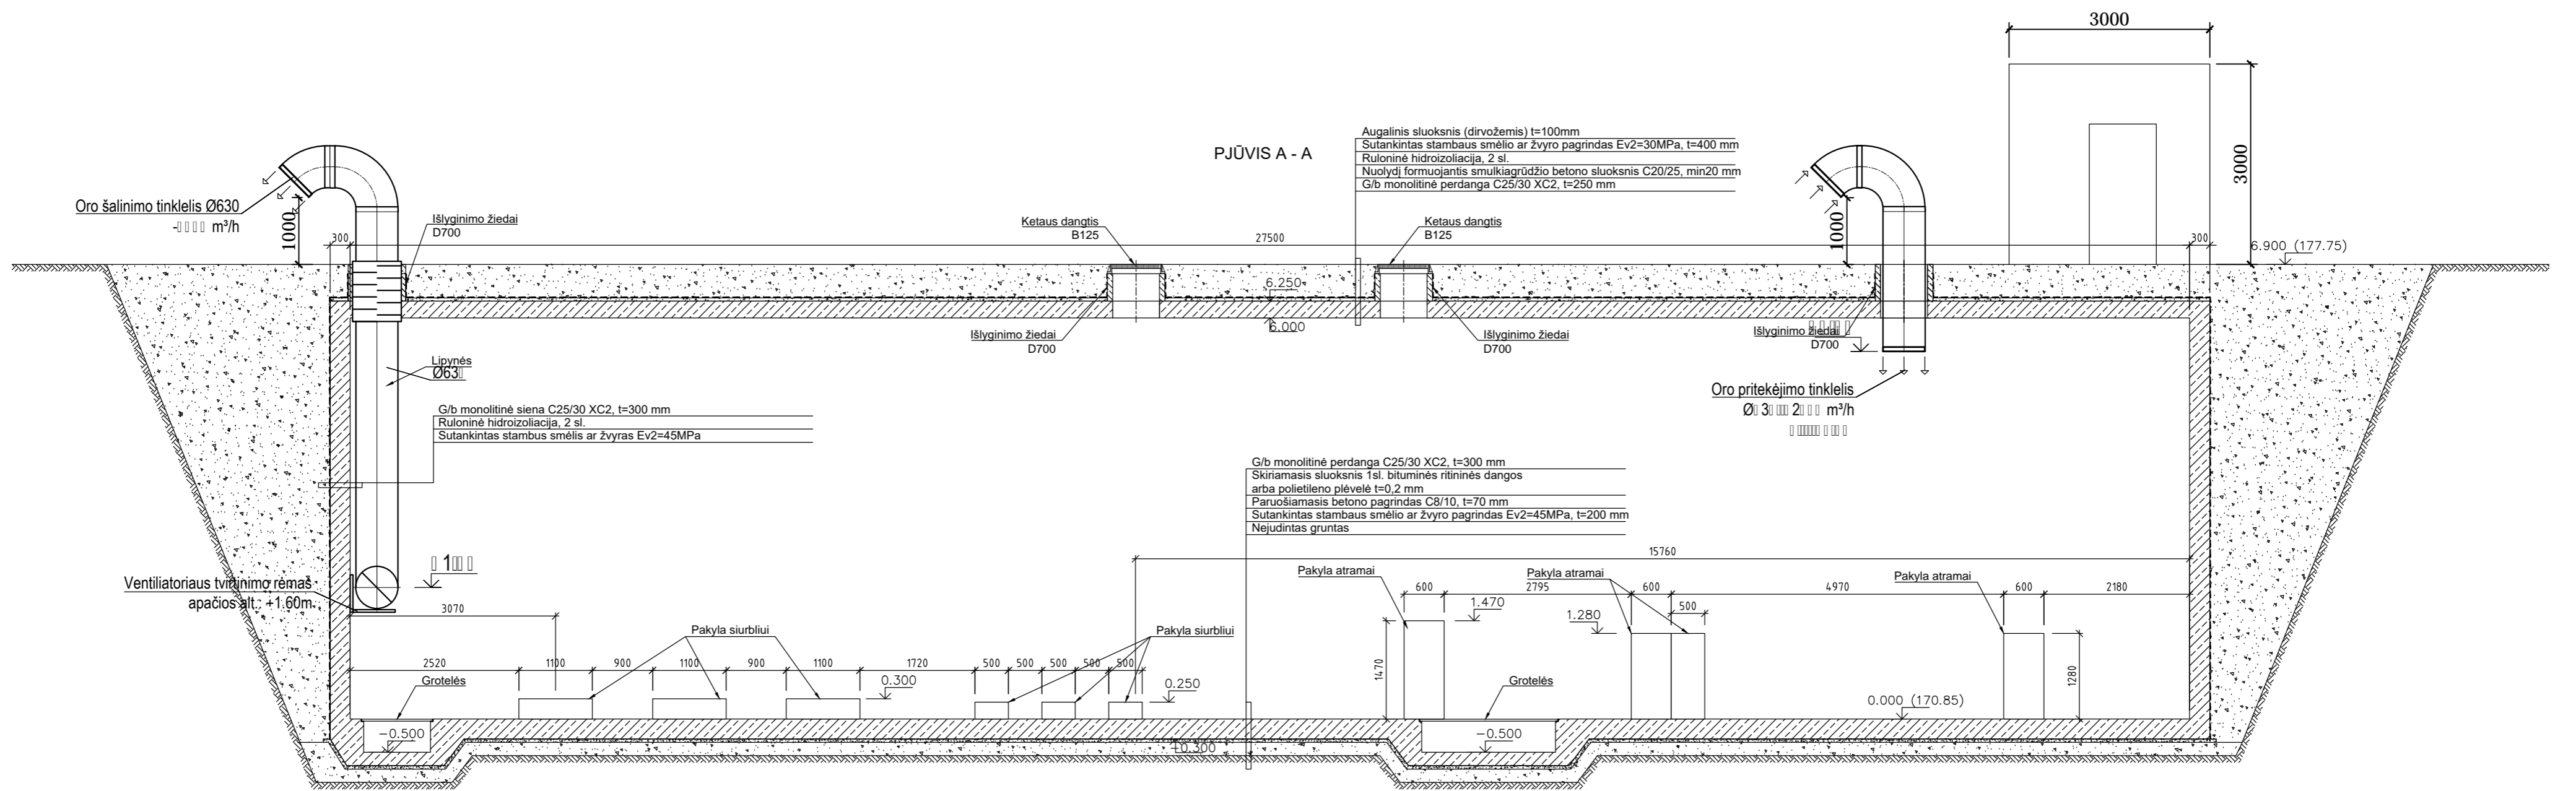 3000
3000
PJŪVIS A - A
Augalinis sluoksnis (dirvožemis) t=100mm
Sutankintas stambaus smėlio ar žvyro pagrindas Ev2=30MPa, t=400 mm
Ruloninė hidroizoliacija, 2 sl.
Nuolydį formuojantis smulkiagrūdžio betono sluoksnis C20/25, min20 mm
G/b monolitinė perdanga C25/30 XC2, t=250 mm
Oro šalinimo tinklelis Ø630
m³/h
1000
Išlyginimo žiedai
D700
Ketaus dangtis
B125
Ketaus dangtis
B125
1000
300
27500
300
6.900 (177.75)
6.250
6.000
Išlyginimo žiedai
D700
Išlyginimo žiedai
D700
Išlyginimo žiedai
D700
Lipynės
Oro pritekėjimo tinklelis
m³/h
G/b monolitinė siena C25/30 XC2, t=300 mm
Ruloninė hidroizoliacija, 2 sl.
Sutankintas stambus smėlis ar žvyras Ev2=45MPa
G/b monolitinė perdanga C25/30 XC2, t=300 mm
Skiriamasis sluoksnis 1sl. bituminės ritininės dangos
arba polietileno plėvelė t=0,2 mm
Paruošiamasis betono pagrindas C8/10, t=70 mm
Sutankintas stambaus smėlio ar žvyro pagrindas Ev2=45MPa, t=200 mm
Nejudintas gruntas
Ventiliatoriaus tvirtinimo rėmas
apačios alt.: +1.60m
15760
Pakyla atramai
Pakyla atramai
Pakyla atramai
600
2795
600
4970
600
2180
500
3070
1.470
1.280
Pakyla siurbliui
Pakyla siurbliui
2520
1100
900
1100
900
1100
1720
500
500
500
500
500
1470
1280
Grotelės
0.300
0.250
Grotelės
0.000 (170.85)
-0.500
-0.300
-0.500